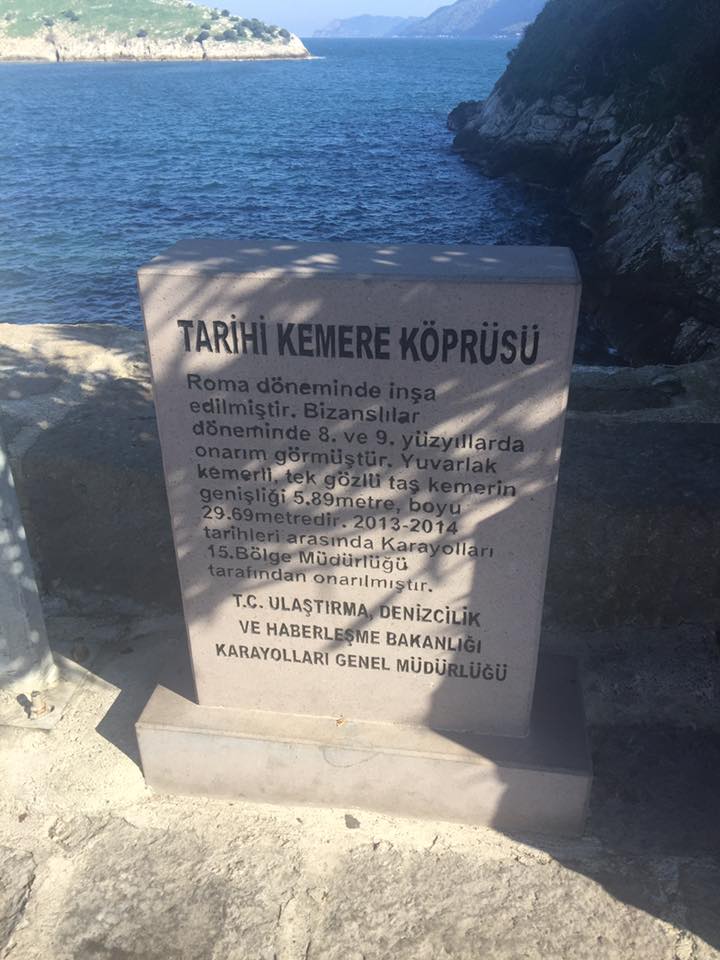 TARİHİ KEMERE KÖPRÜSÜ
Roma döneminde inşa
edilmiştir. Bizanslılar
döneminde 8. ve 9. yüzyıllarda
onarım görmüştür. Yuvarlak
kemerli, tek gözlü taş kemerin
genişliği 5.89metre, boyu
29.69metredir. 2013-2014
tarihleri arasında Karayolları
15.Bölge Müdürlüğü
tarafından onarılmıştır.
T.C. ULAŞTIRMA, DENİZCİLİK
VE HABERLEŞME BAKANLIĞI
KARAYOLLARI GENEL MÜDÜRLÜĞÜ